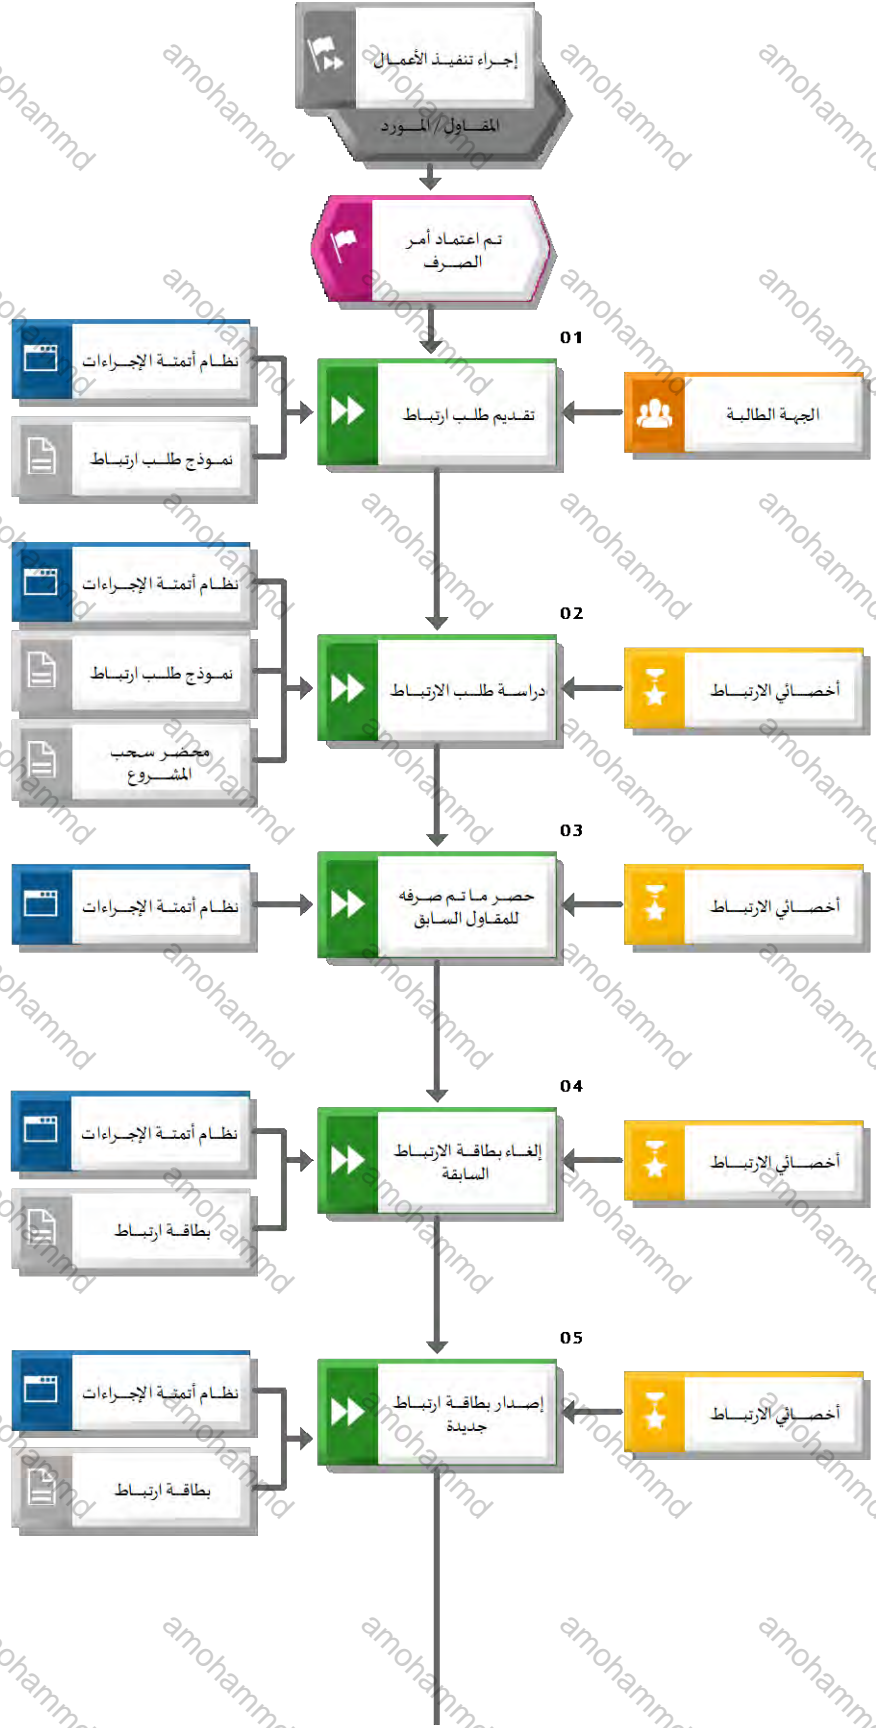 إجراء تنفيذ الأعمال
المقاول / المورد
تم اعتماد أمر
الصرف
01
الجهة الطالبة
تقديم طلب ارتباط
نظام أتمتة الإجراءات
نموذج طلب ارتباط
02
أخصائي الارتباط
دراسة طلب الارتباط
نظام أتمتة الإجراءات
نموذج طلب ارتباط
محضر سحب
المشروع
03
أخصائي الارتباط
حصر ما تم صرفه
للمقاول السابق
نظام أتمتة الإجراءات
04
أخصائي الارتباط
إلغاء بطاقة الارتباط
السابقة
نظام أتمتة الإجراءات
بطاقة ارتباط
05
أخصائي الارتباط
إصدار بطاقة ارتباط
جديدة
نظام أتمتة الإجراءات
بطاقة ارتباط
amohammd